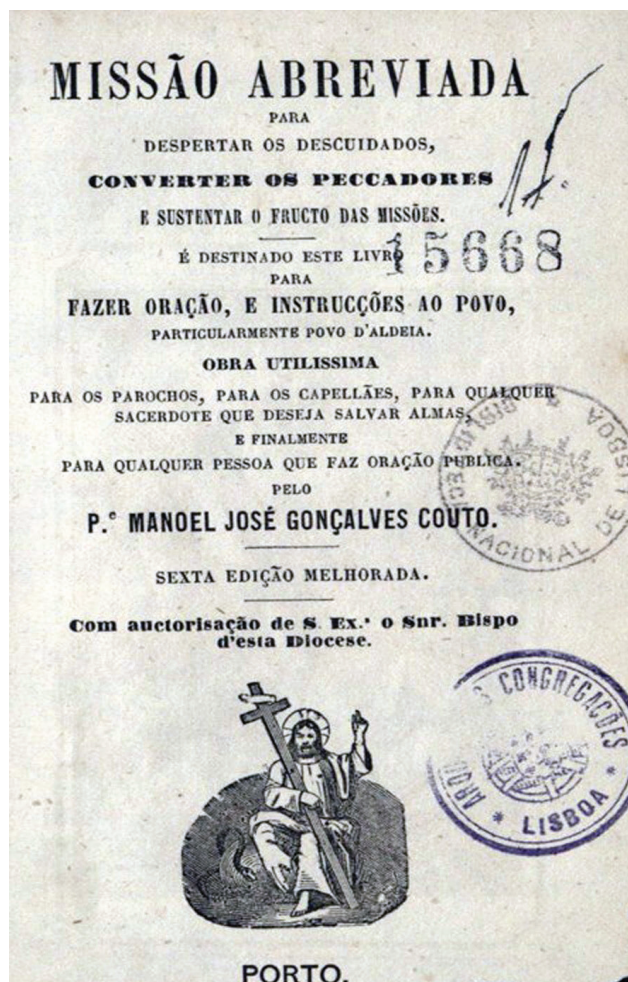 MISSÃO ABREVIADA
PARA
DESPERTAR OS DESCUIDADOS,
CONVERTER OS PECCADORES
E SUSTENTAR O FRUCTO DAS MISSÕES.
É DESTINADO ESTE LIVRO
15668
PARA
FAZER ORAÇÃO, E INSTRUCÇÕES AO POVO,
PARTICULARMENTE POVO D'ALDEIA.
OBRA UTILISSIMA
PARA OS PAROCHOS, PARA OS CAPELLÃES, PARA QUALQUER
SACERDOTE QUE DESEJA SALVAR ALMAS,
E FINALMENTE
PARA QUALQUER PESSOA QUE FAZ ORAÇÃO PUBLICA.
PELO
P.e MANOEL JOSÉ GONÇALVES COUTO.
NACIONAL DE LISBOA
SEXTA EDIÇÃO MELHORADA.
Com auctorisação de S. Ex.ª o Snr. Bispo
d'esta Diocese.
CONGREGAÇÕES
* LISBOA *
PORTO.